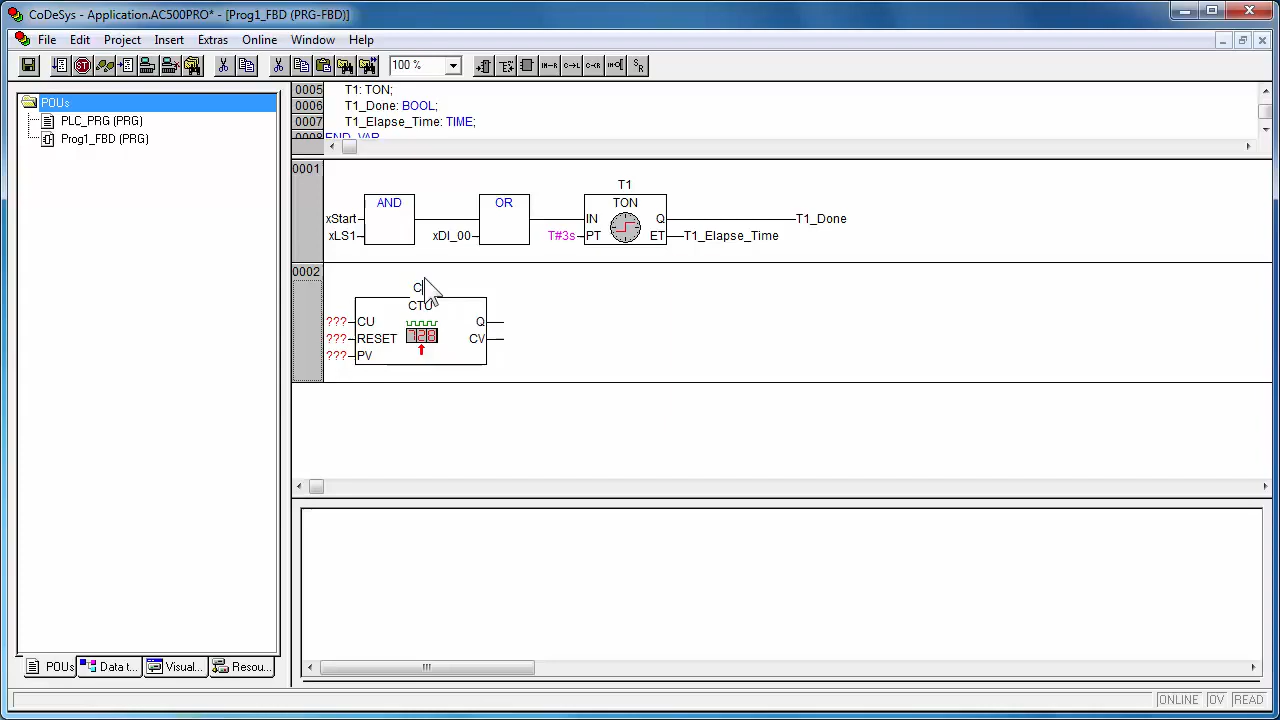 CoDeSys - Application.AC500PRO* - [Prog1_FBD (PRG-FBD)]
File Edit Project Insert Extras Online Window Help
100 %
POUs
PLC_PRG (PRG)
Prog1_FBD (PRG)
0005 T1: TON;
0006 T1_Done: BOOL;
0007 T1_Elapse_Time: TIME;
0008 END_VAR
0001
T1
AND OR TON
xStart IN Q T1_Done
xLS1 xDI_00 T#3s PT ET T1_Elapse_Time
0002
C
CTU
??? CU Q
??? RESET CV
??? PV
POUs Data t... Visual... Resou...
ONLINE OV READ